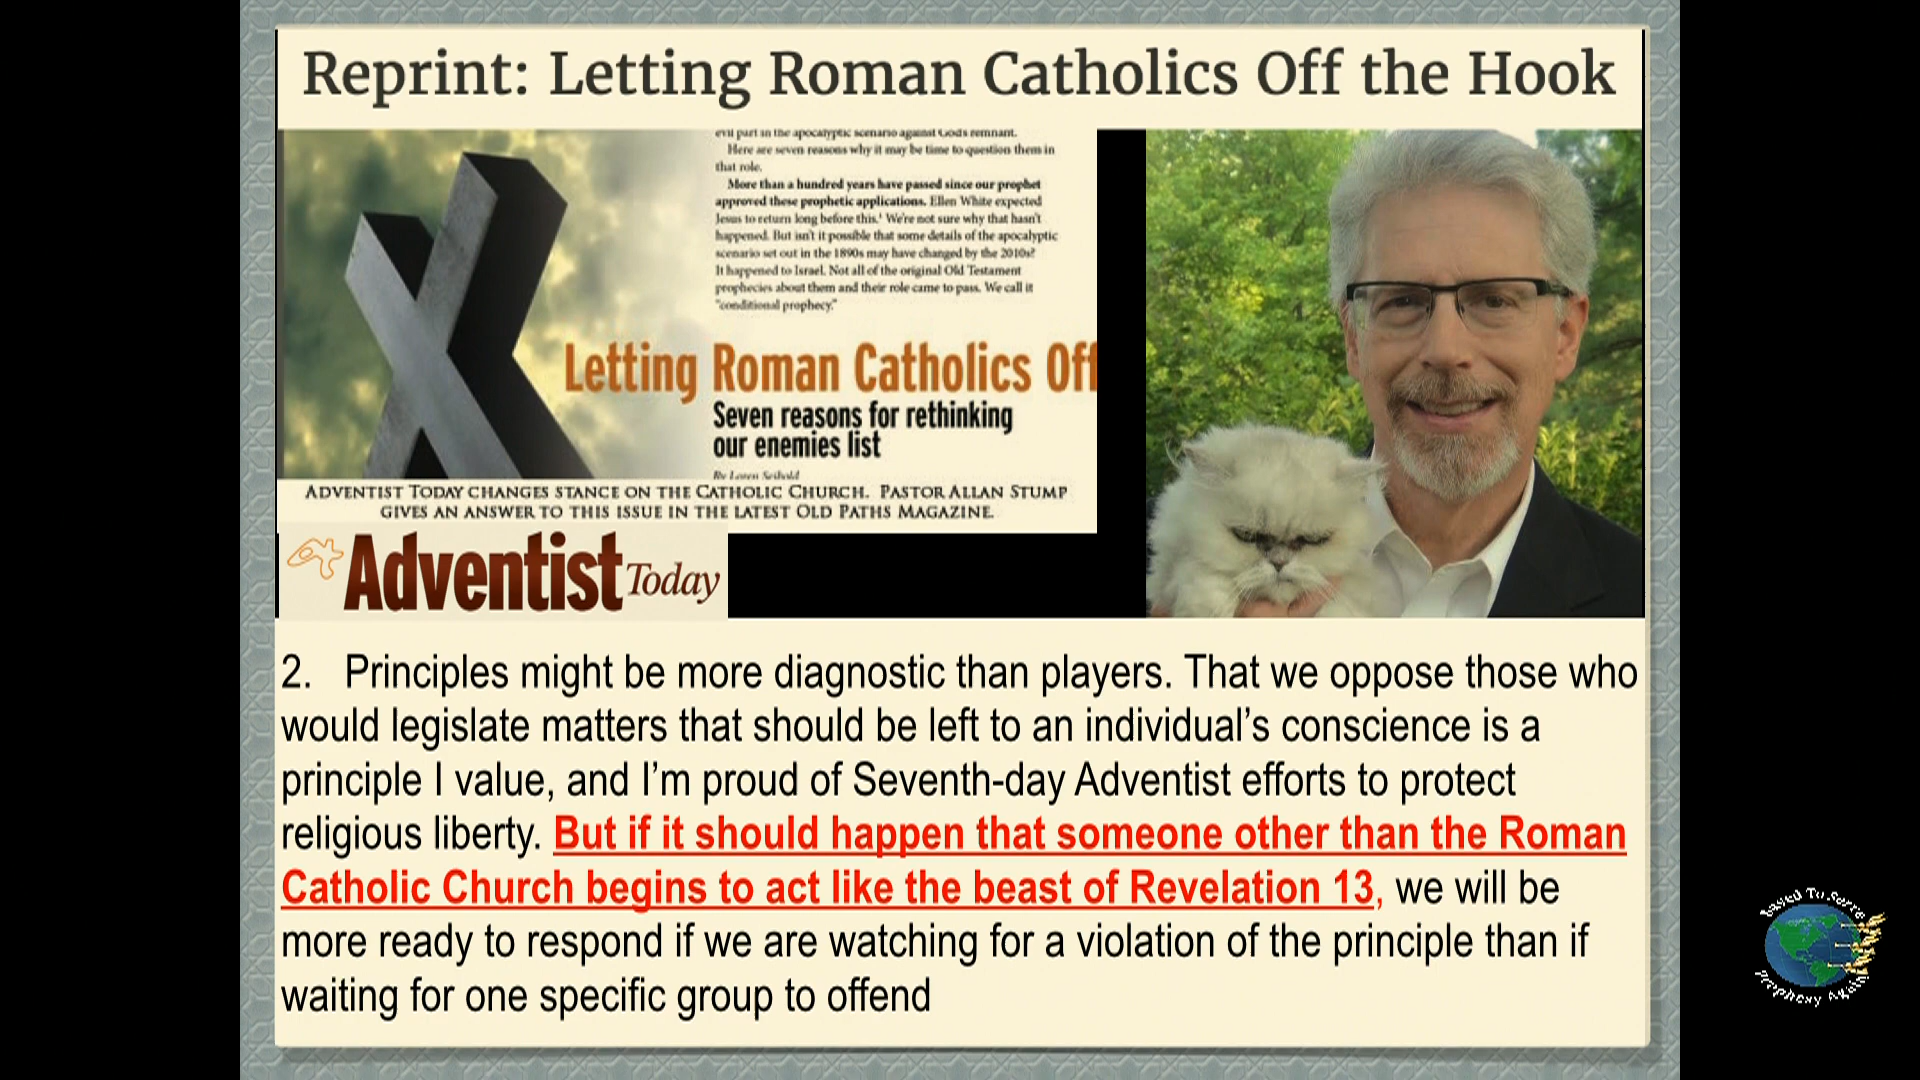 Reprint: Letting Roman Catholics Off the Hook
evil part in the apocalyptic scenario against Gods remnant.
Here are seven reasons why it may be time to question them in
that role.
More than a hundred years have passed since our prophet
approved these prophetic applications. Ellen White expected
Jesus to return long before this.¹ We're not sure why that hasn't
happened. But isn't it possible that some details of the apocalyptic
scenario set out in the 1890s may have changed by the 2010s?
It happened to Israel. Not all of the original Old Testament
prophecies about them and their role came to pass. We call it
"conditional prophecy."
Letting Roman Catholics Off
Seven reasons for rethinking
our enemies list
By Loren Seibold
Adventist Today changes stance on the Catholic Church. Pastor Allan Stump
gives an answer to this issue in the latest Old Paths Magazine.
Adventist Today
2. Principles might be more diagnostic than players. That we oppose those who
would legislate matters that should be left to an individual’s conscience is a
principle I value, and I’m proud of Seventh-day Adventist efforts to protect
religious liberty. But if it should happen that someone other than the Roman
Catholic Church begins to act like the beast of Revelation 13, we will be
more ready to respond if we are watching for a violation of the principle than if
waiting for one specific group to offend
To Serve
Prophesy Again